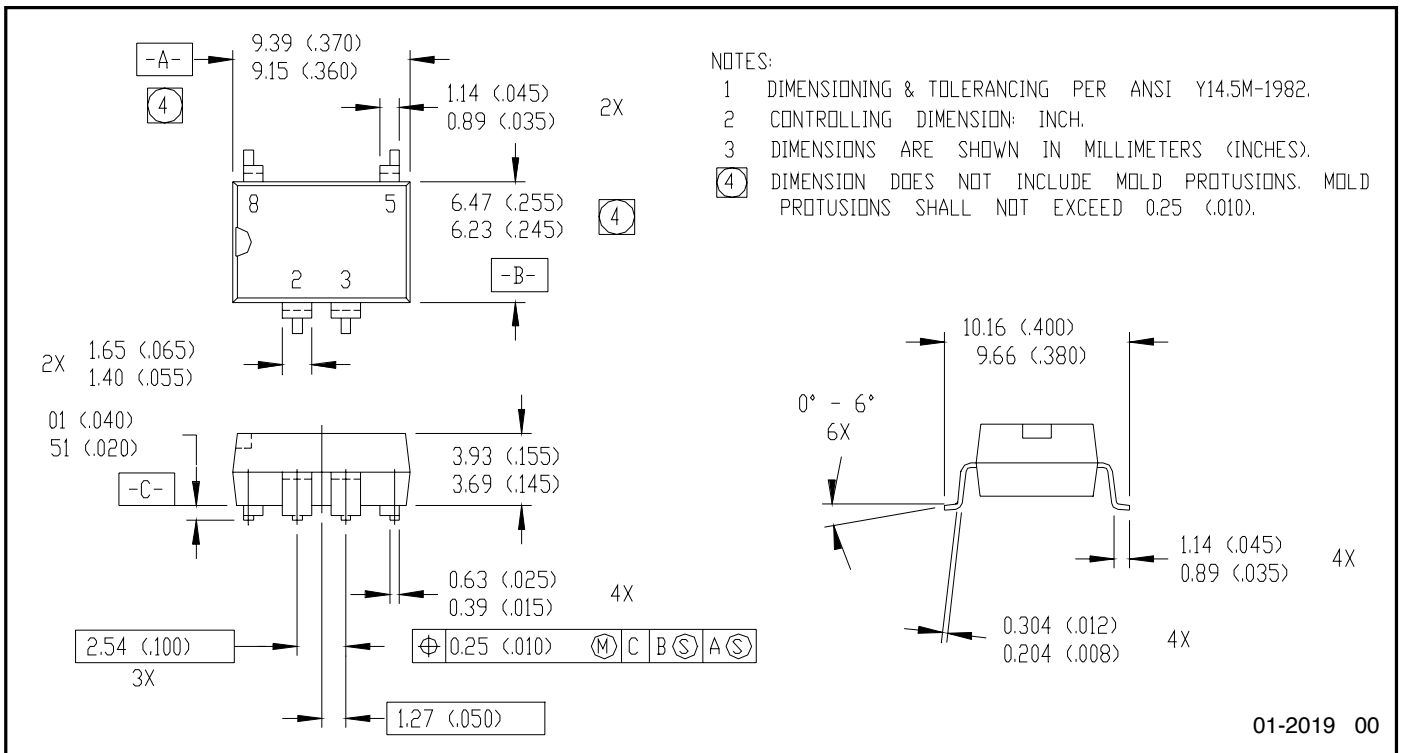 9.39 (.370)
9.15 (.360)
-A-
4
1.14 (.045)
0.89 (.035)
2X
8
5
6.47 (.255)
6.23 (.245)
4
2
3
-B-
2X
1.65 (.065)
1.40 (.055)
01 (.040)
51 (.020)
-C-
3.93 (.155)
3.69 (.145)
0.63 (.025)
0.39 (.015)
4X
2.54 (.100)
3X
⌖ 0.25 (.010) Ⓜ C B Ⓢ A Ⓢ
1.27 (.050)
NOTES:
1 DIMENSIONING & TOLERANCING PER ANSI Y14.5M-1982.
2 CONTROLLING DIMENSION: INCH.
3 DIMENSIONS ARE SHOWN IN MILLIMETERS (INCHES).
4 DIMENSION DOES NOT INCLUDE MOLD PROTUSIONS. MOLD
PROTUSIONS SHALL NOT EXCEED 0.25 (.010).
10.16 (.400)
9.66 (.380)
0° - 6°
6X
1.14 (.045)
0.89 (.035)
4X
0.304 (.012)
0.204 (.008)
4X
01-2019 00